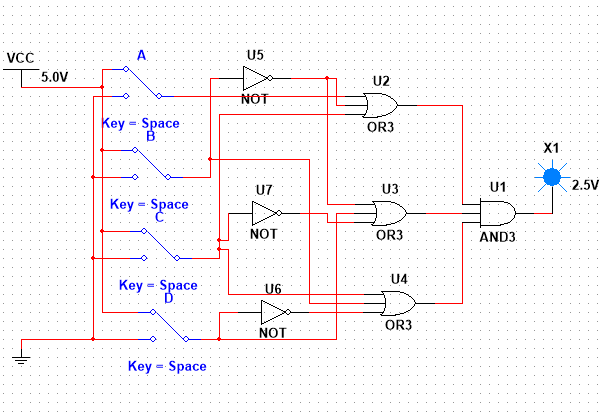 A
U5
VCC
5.0V
U2
NOT
Key = Space
B
OR3
X1
2.5V
U7
U3
U1
Key = Space
C
NOT
OR3
AND3
U4
Key = Space
D
U6
NOT
OR3
Key = Space